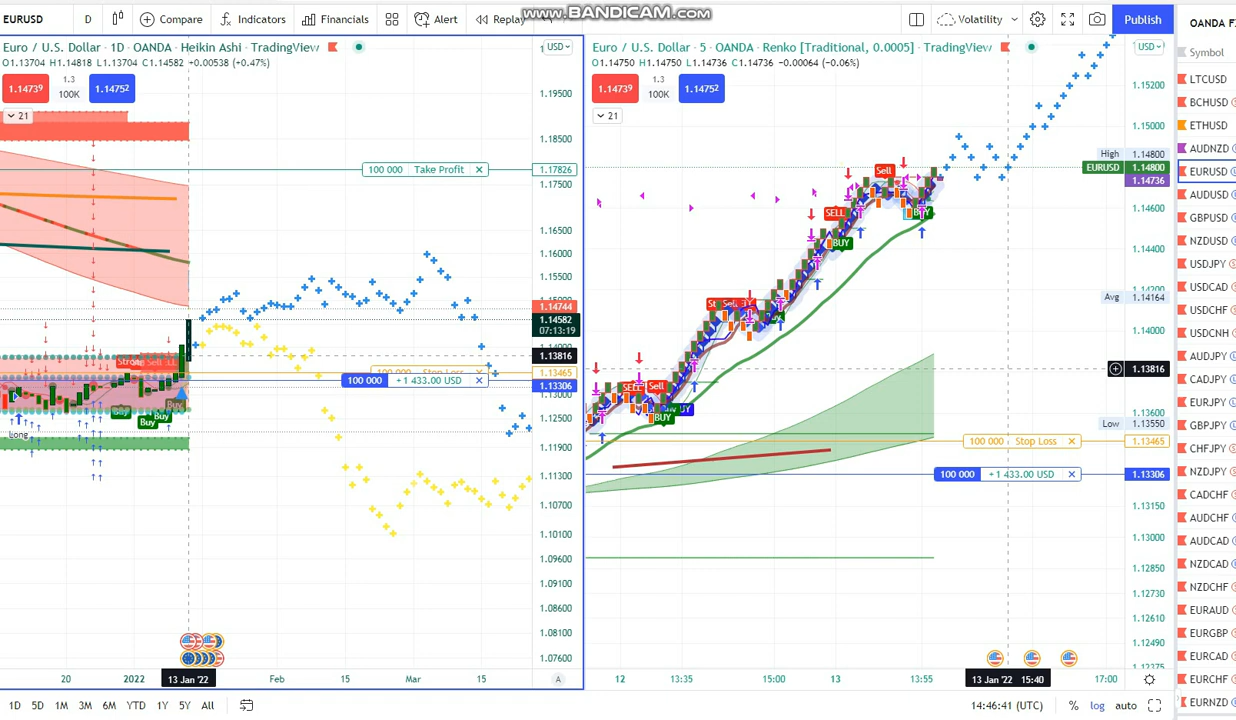 www.BANDICAM.com
EURUSD D Compare Indicators Financials Alert Replay Volatility Publish
OANDA
Euro / U.S. Dollar · 1D · OANDA · Heikin Ashi · TradingView
O1.13704 H1.14818 L1.13704 C1.14582 +0.00538 (+0.47%)
1.14739 1.3 100K 1.14752
21
100 000 Take Profit
Stop Loss
100 000 +1 433.00 USD
Buy
Buy
Buy
Long
USD
1.19500
1.18500
1.17826
1.17500
1.16500
1.16000
1.15500
1.14744
1.14582
07:13:19
1.13816
1.13465
1.13306
1.13000
1.12500
1.11900
1.11300
1.10700
1.10100
1.09600
1.09100
1.08600
1.08100
1.07600
20 2022 13 Jan '22 Feb 15 Mar 15 A
Euro / U.S. Dollar · 5 · OANDA · Renko [Traditional, 0.0005] · TradingView
O1.14750 H1.14750 L1.14736 C1.14736 −0.00064 (−0.06%)
1.14739 1.3 100K 1.14752
21
Sell
SELL
BUY
Sell
BUY
100 000 Stop Loss
100 000 +1 433.00 USD
USD
1.15200
1.15000
High 1.14800
EURUSD 1.14800
1.14736
1.14600
1.14400
Avg 1.14164
1.14000
1.13816
1.13600
Low 1.13550
1.13465
1.13306
1.13150
1.13000
1.12850
1.12730
1.12610
1.12490
1.12375
12 13:35 15:00 13 13:55 13 Jan '22 15:40 17:00
Symbol
LTCUSD
BCHUSD
ETHUSD
AUDNZD
EURUSD
AUDUSD
GBPUSD
NZDUSD
USDJPY
USDCAD
USDCHF
USDCNH
AUDJPY
CADJPY
EURJPY
GBPJPY
CHFJPY
NZDJPY
CADCHF
AUDCHF
AUDCAD
NZDCAD
NZDCHF
EURAUD
EURGBP
EURCAD
EURCHF
EURNZD
1D 5D 1M 3M 6M YTD 1Y 5Y All
14:46:41 (UTC) % log auto